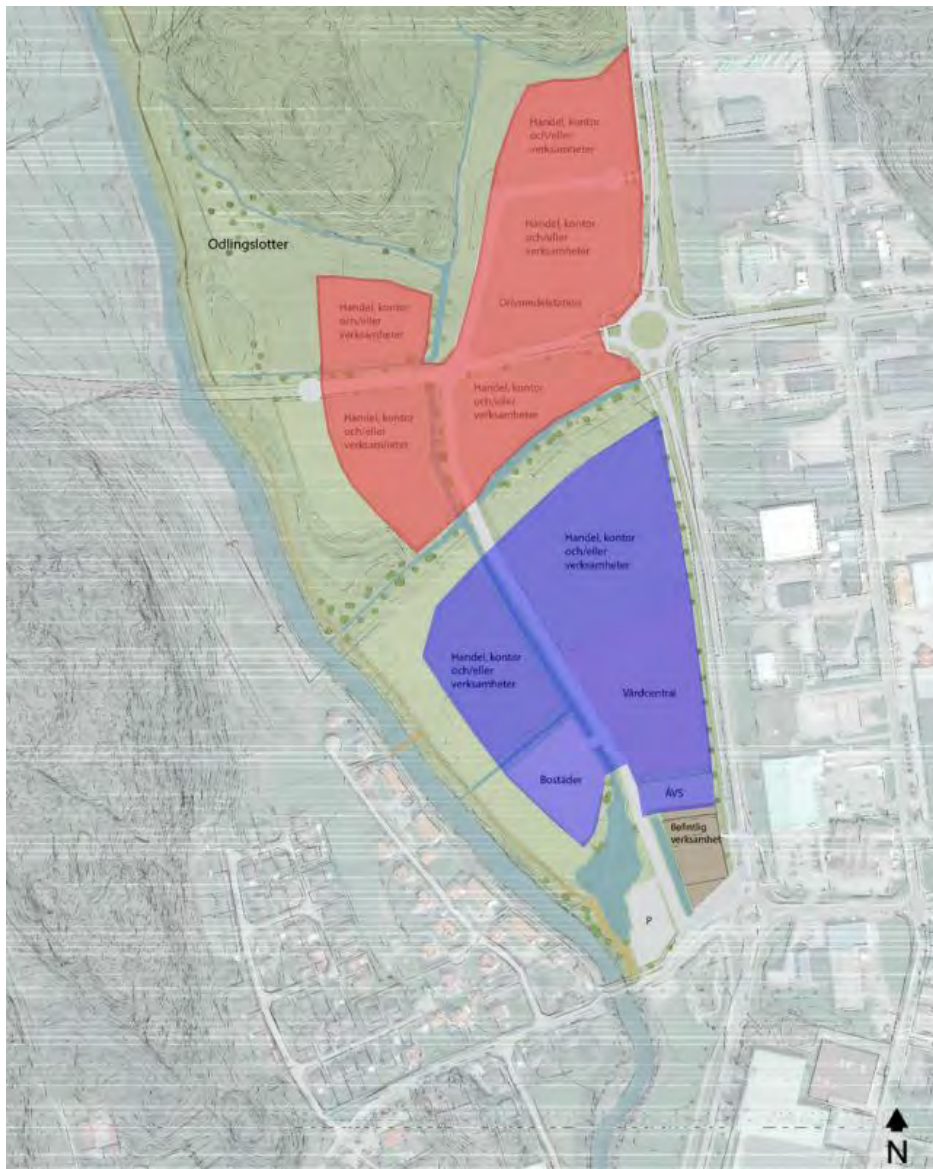 Handel, kontor
och/eller
verksamheter
Handel, kontor
och/eller
verksamheter
Odlingslotter
Drivmedelstation
Handel, kontor
och/eller
verksamheter
Handel, kontor
och/eller
verksamheter
Handel, kontor
och/eller
verksamheter
Handel, kontor
och/eller
verksamheter
Handel, kontor
och/eller
verksamheter
Vårdcentral
Bostäder
ÅVS
Befintlig
verksamhet
P
N